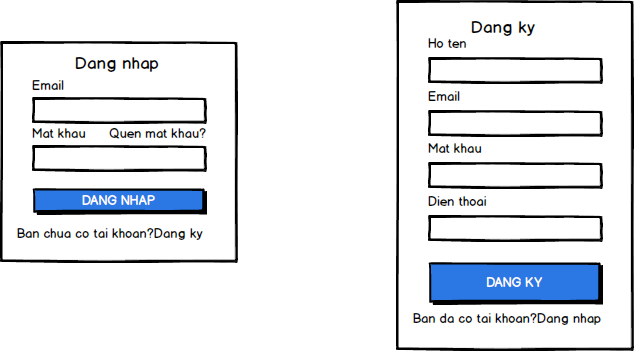 Dang nhap
Email
Mat khau Quen mat khau?
DANG NHAP
Ban chua co tai khoan?Dang ky
Dang ky
Ho ten
Email
Mat khau
Dien thoai
DANG KY
Ban da co tai khoan?Dang nhap